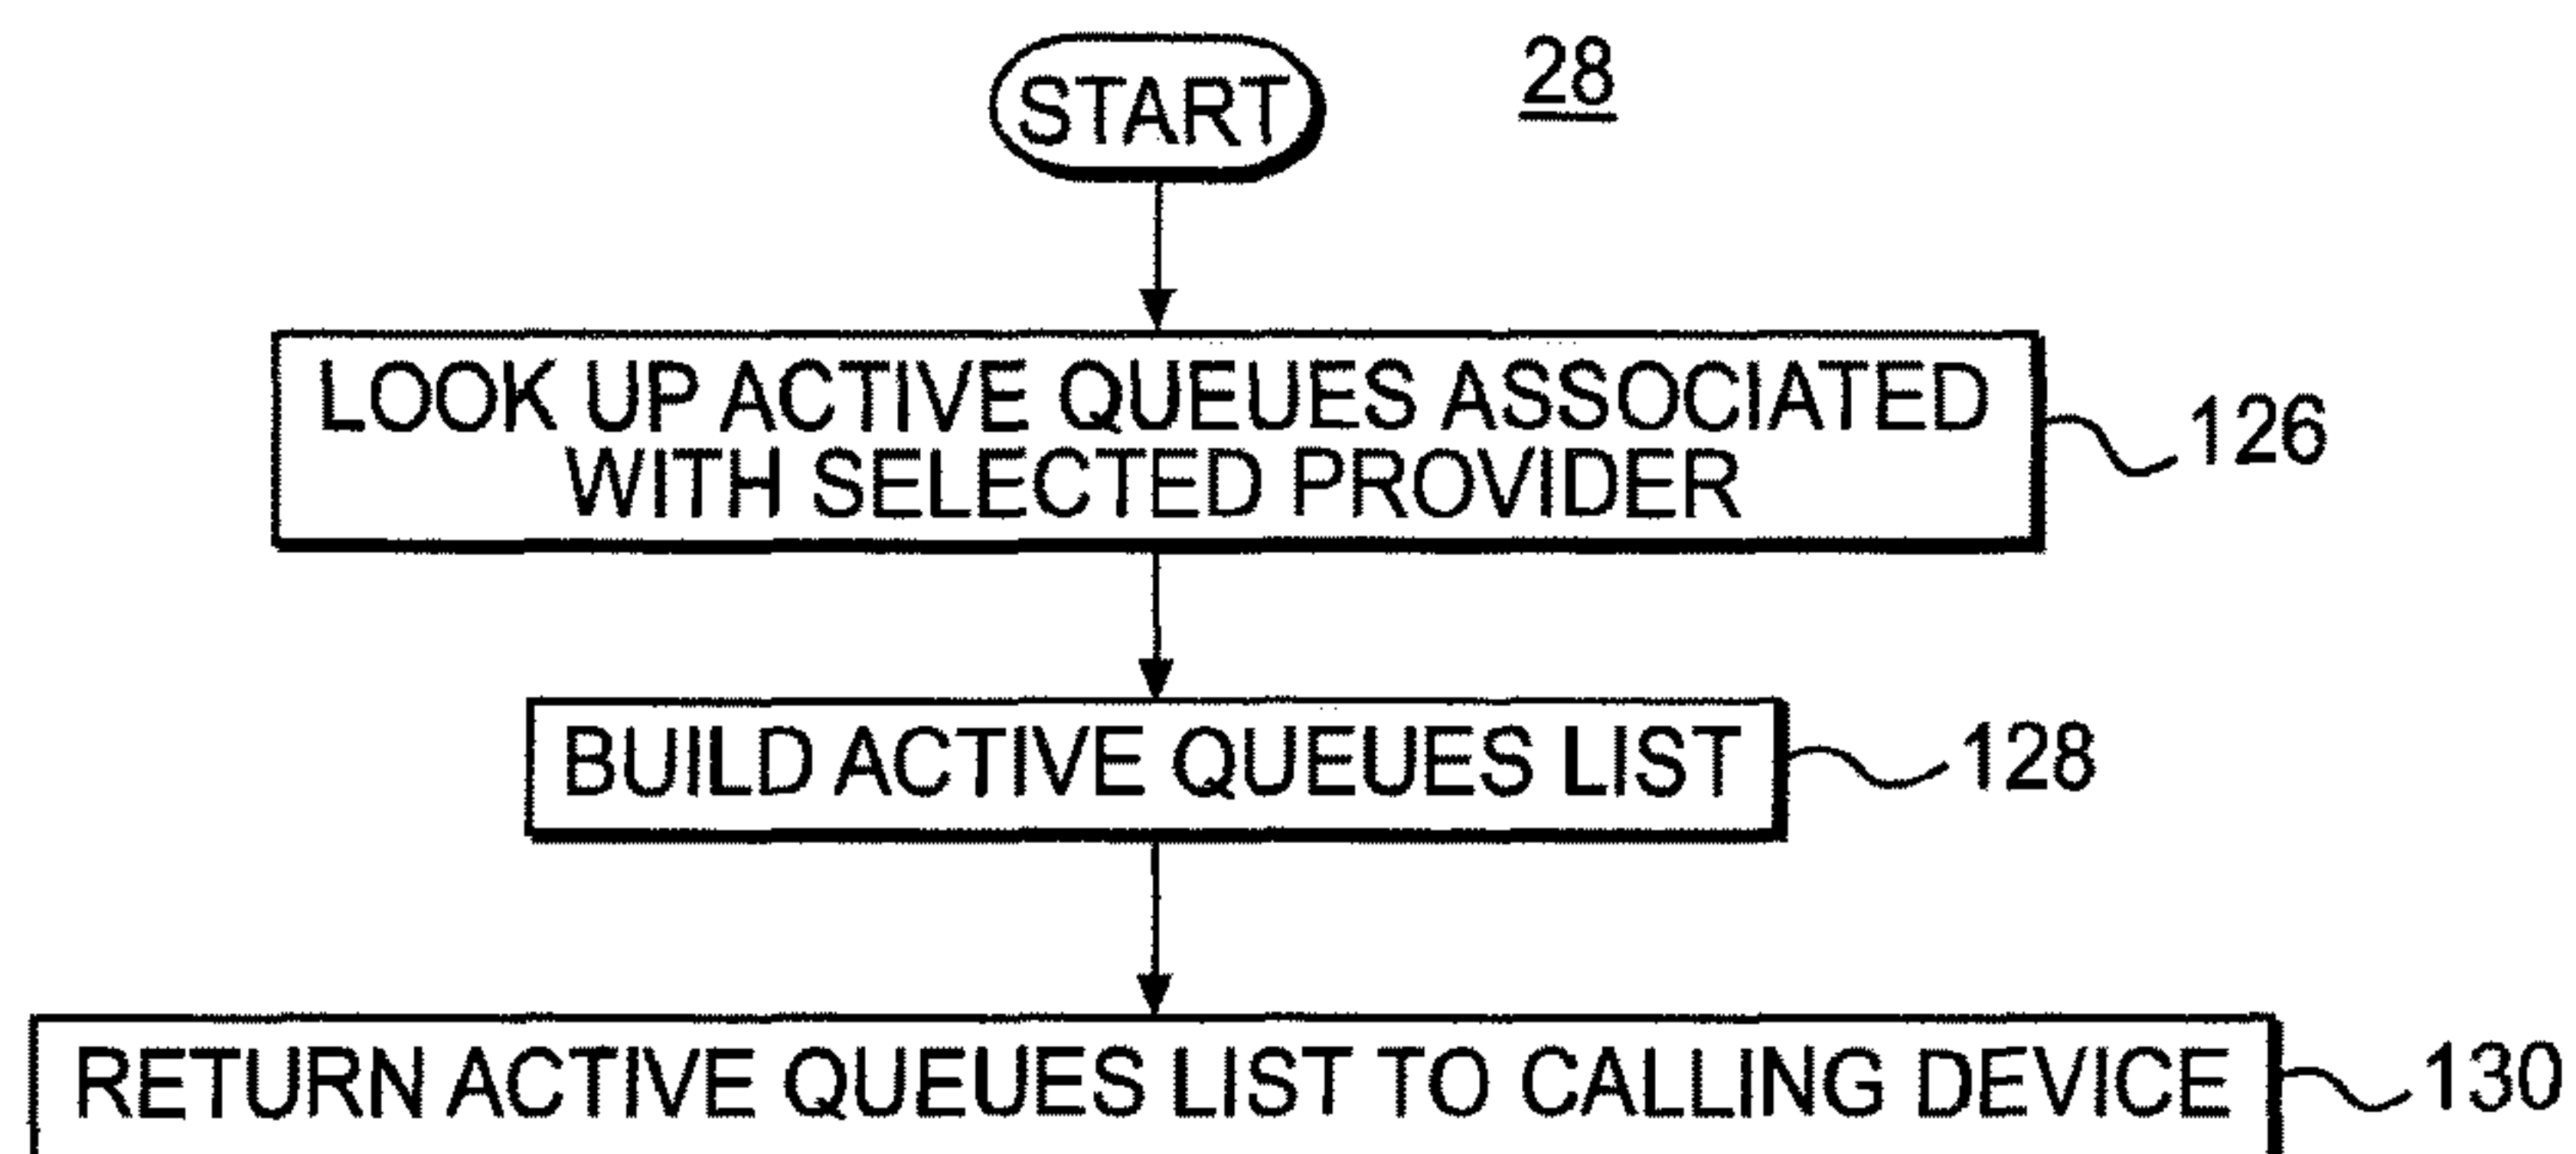 START
28
LOOK UP ACTIVE QUEUES ASSOCIATED
WITH SELECTED PROVIDER
126
BUILD ACTIVE QUEUES LIST
128
RETURN ACTIVE QUEUES LIST TO CALLING DEVICE
130